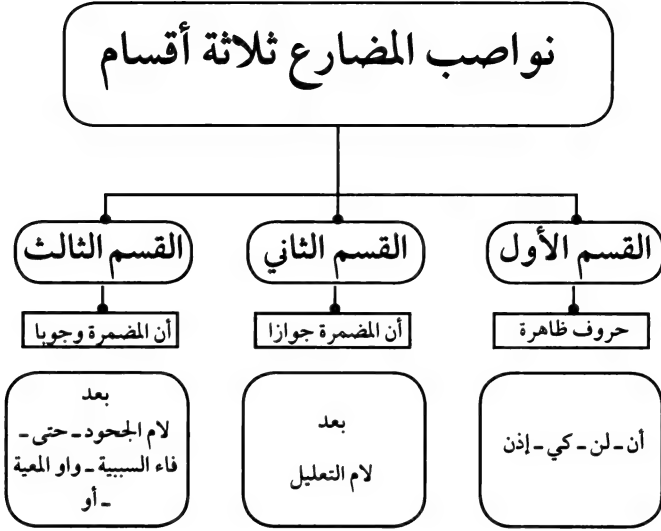 نواصب المضارع ثلاثة أقسام
القسم الأول
القسم الثاني
القسم الثالث
حروف ظاهرة
أن المضمرة جوازا
أن المضمرة وجوبا
أن ـ لن ـ كي ـ إذن
بعد
لام التعليل
بعد
لام الجحود ـ حتى ـ
فاء السببية ـ واو المعية
ـ أو